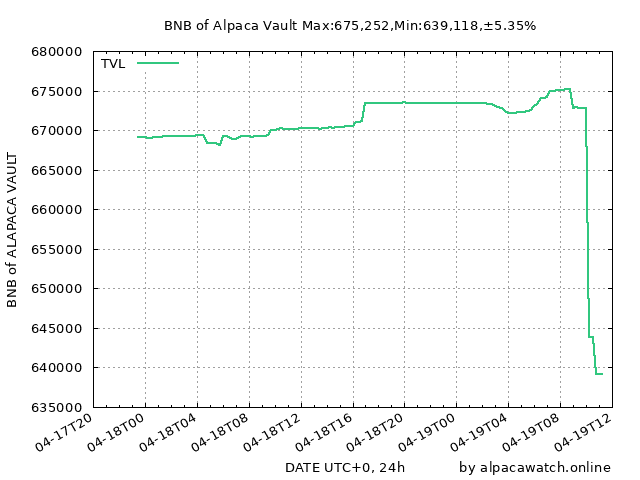 BNB of Alpaca Vault Max:675,252,Min:639,118,±5.35%
TVL
680000
675000
670000
665000
660000
655000
650000
645000
640000
635000
BNB of ALAPACA VAULT
04-17T20
04-18T00
04-18T04
04-18T08
04-18T12
04-18T16
04-18T20
04-19T00
04-19T04
04-19T08
04-19T12
DATE UTC+0, 24h
by alpacawatch.online